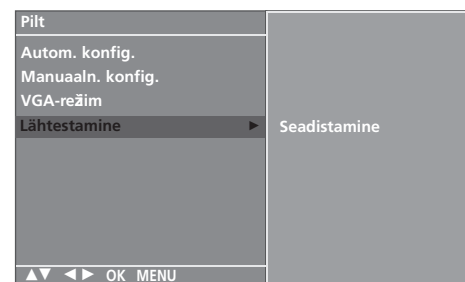 Pilt
Autom. konfig.
Manuaaln. konfig.
VGA-režim
Lähtestamine ►
Seadistamine
▲▼ ◄► OK MENU